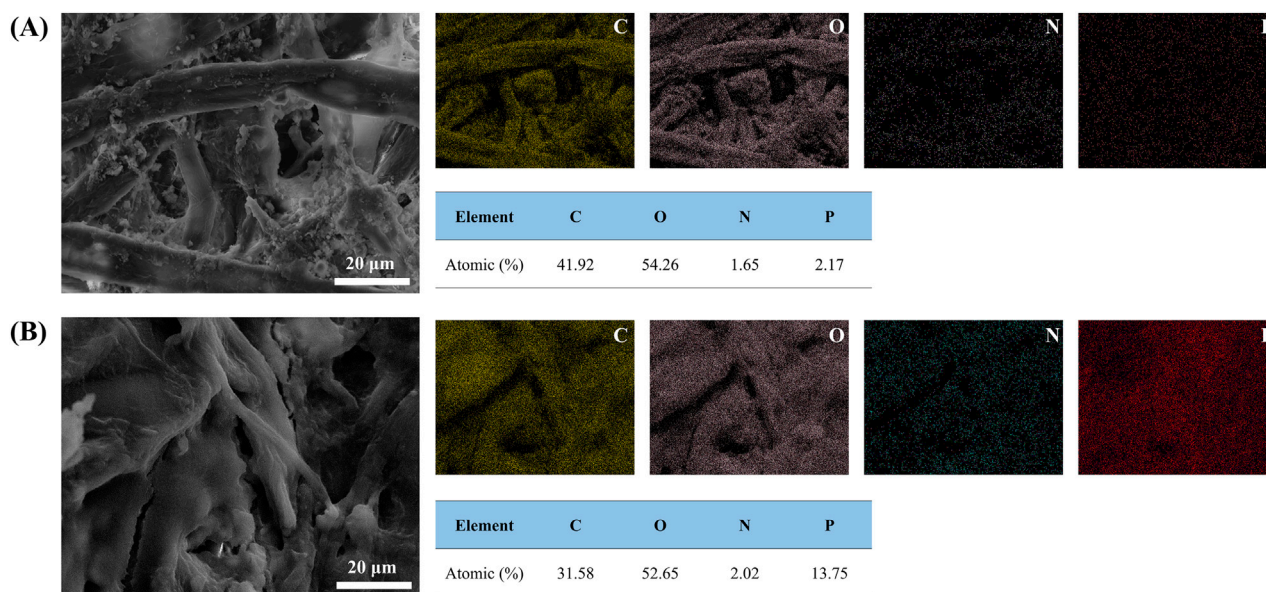 (A)
C
O
N
20 μm
Element C O N P
Atomic (%) 41.92 54.26 1.65 2.17
(B)
C
O
N
20 μm
Element C O N P
Atomic (%) 31.58 52.65 2.02 13.75